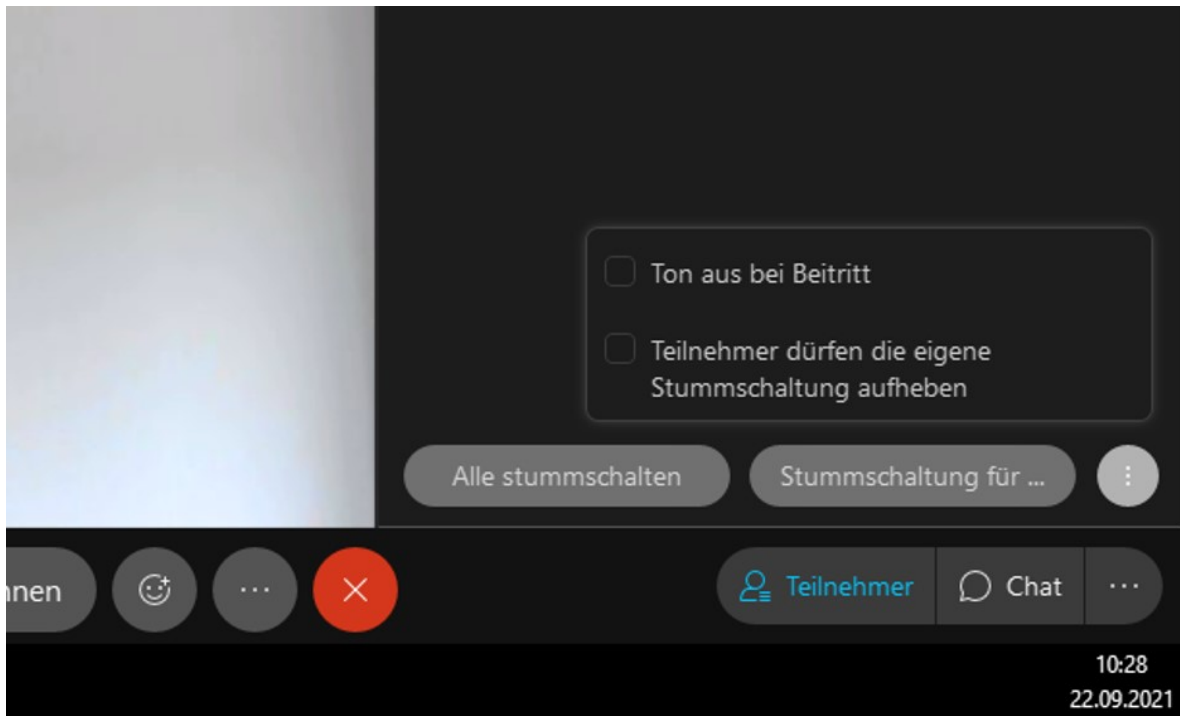 Ton aus bei Beitritt
Teilnehmer dürfen die eigene
Stummschaltung aufheben
Alle stummschalten
Stummschaltung für ...
nnen
Teilnehmer
Chat
10:28
22.09.2021